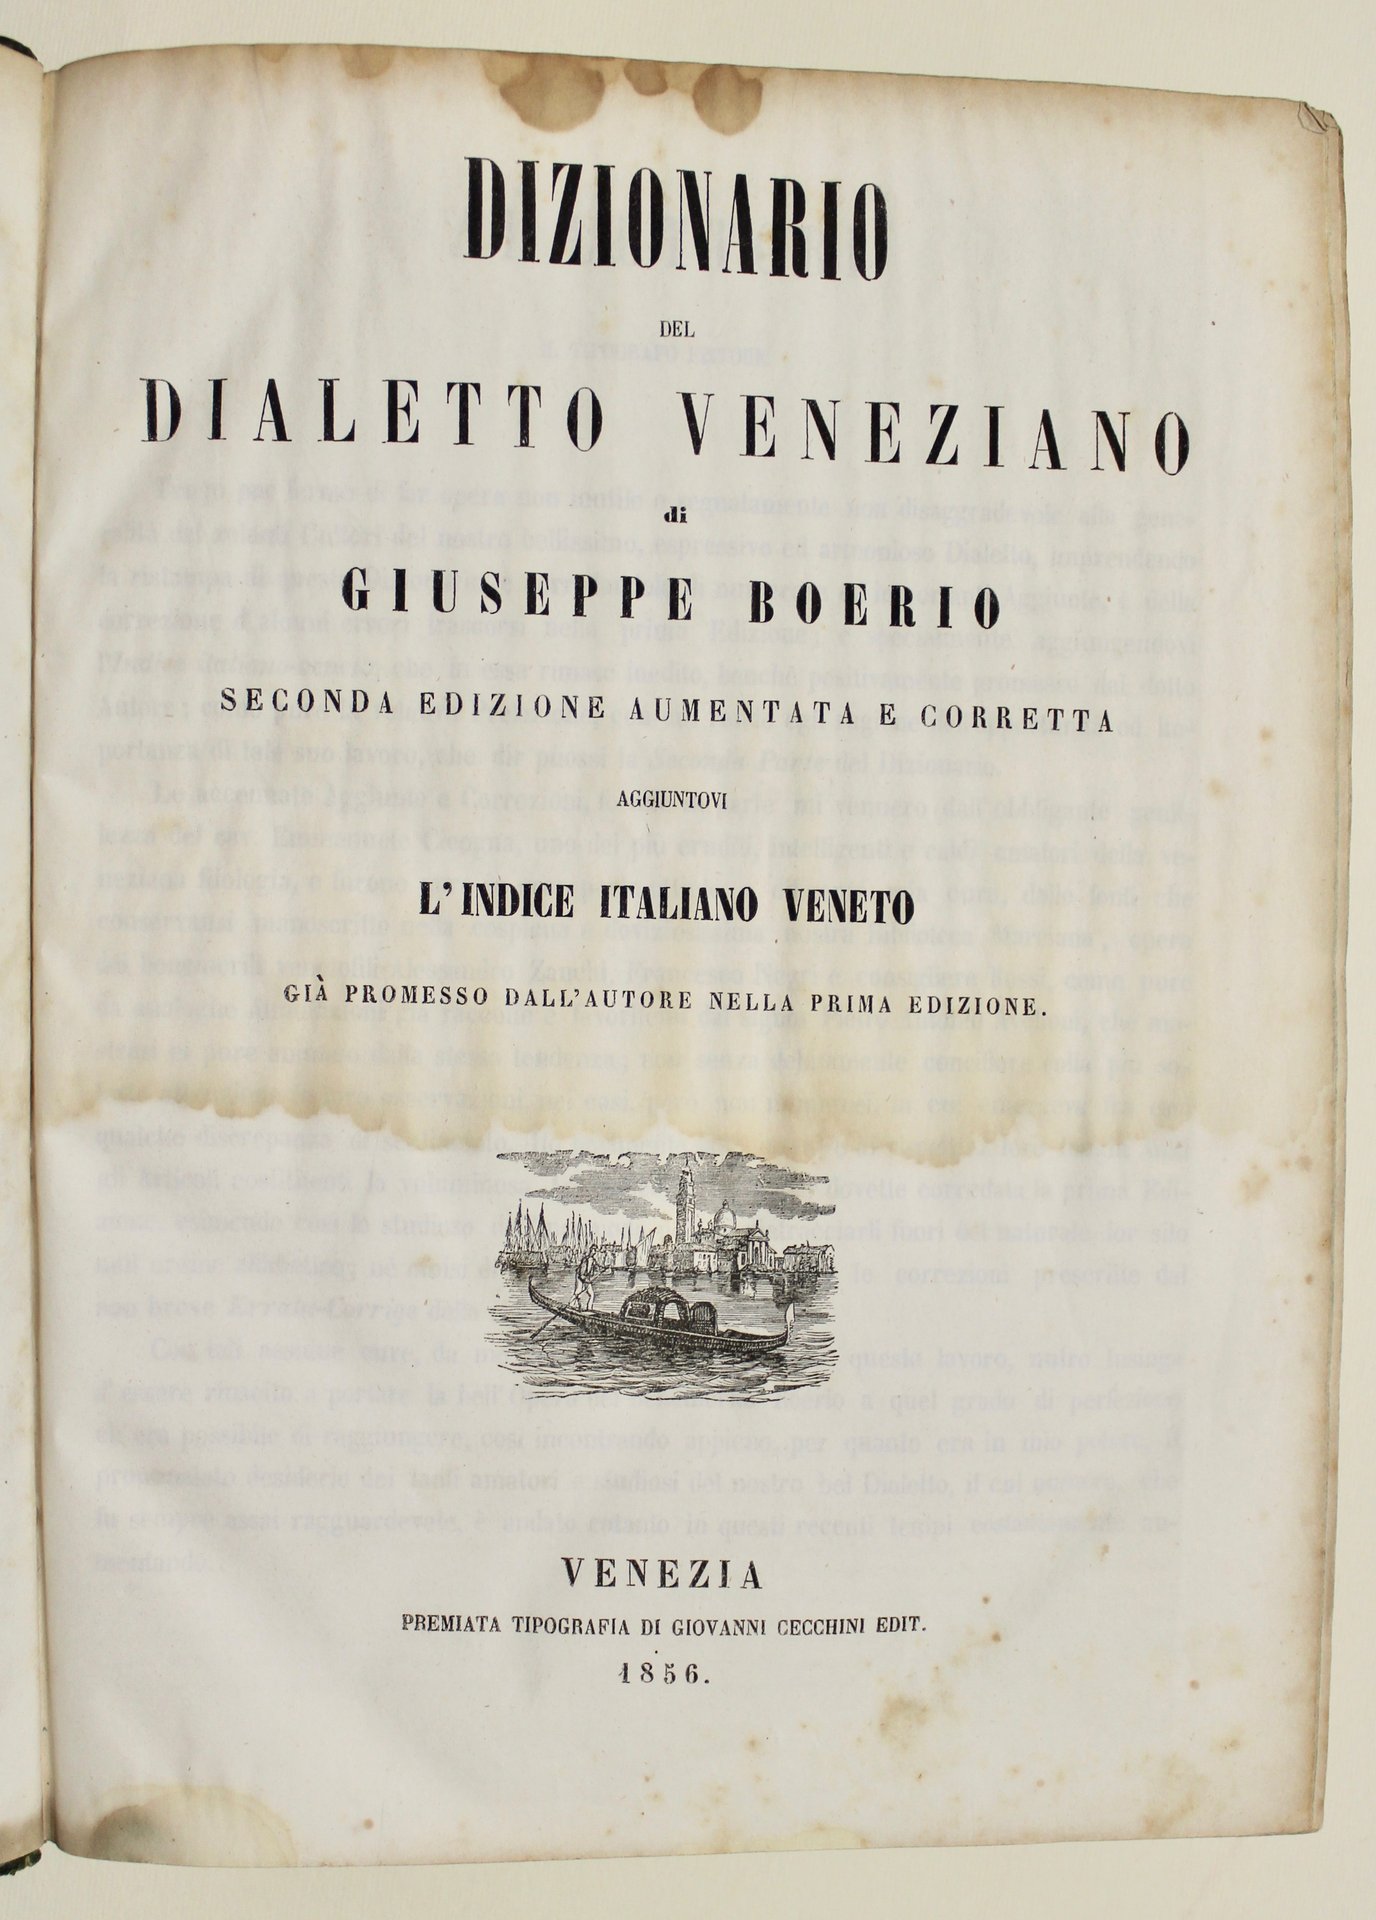 DIZIONARIO
DEL
DIALETTO VENEZIANO
di
GIUSEPPE BOERIO
SECONDA EDIZIONE AUMENTATA E CORRETTA
AGGIUNTOVI
L'INDICE ITALIANO VENETO
GIÀ PROMESSO DALL'AUTORE NELLA PRIMA EDIZIONE.
VENEZIA
PREMIATA TIPOGRAFIA DI GIOVANNI CECCHINI EDIT.
1856.